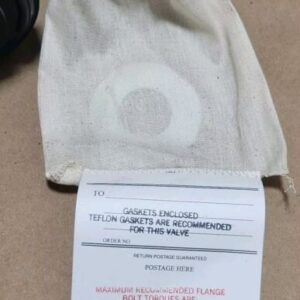 TO
GASKETS ENCLOSED
TEFLON GASKETS ARE RECOMMENDED
FOR THIS VALVE
ORDER NO.
RETURN POSTAGE GUARANTEED
POSTAGE HERE
MAXIMUM RECOMMENDED FLANGE
BOLT TORQUES ARE